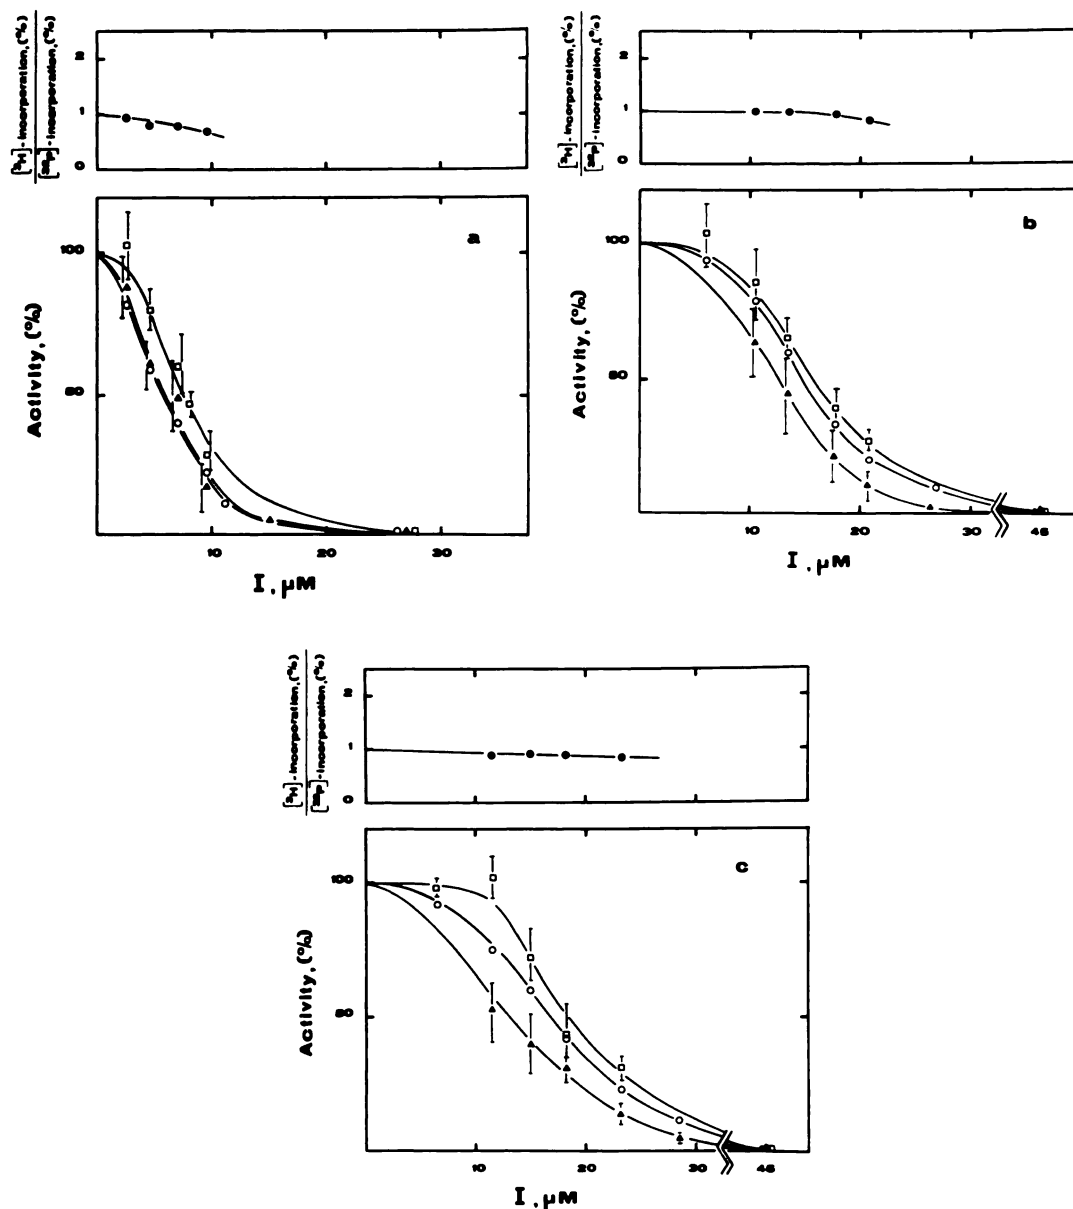 [³H]-incorporation,(%)
[³²P]-incorporation,(%)
2
1
0
a
100
50
Activity,(%)
10
20
30
I,μM
[³H]-incorporation,(%)
[³²P]-incorporation,(%)
2
1
0
b
100
50
Activity,(%)
10
20
30
46
I,μM
[³H]-incorporation,(%)
[³²P]-incorporation,(%)
2
1
0
c
100
50
Activity,(%)
10
20
30
46
I,μM